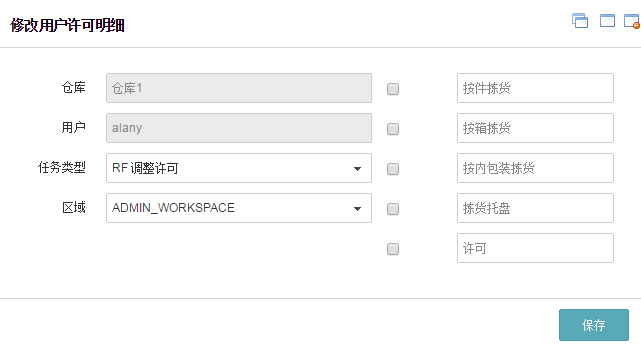 修改用户许可明细
仓库 仓库1 按件拣货
用户 alany 按箱拣货
任务类型 RF 调整许可 按内包装拣货
区域 ADMIN_WORKSPACE 拣货托盘
许可
保存